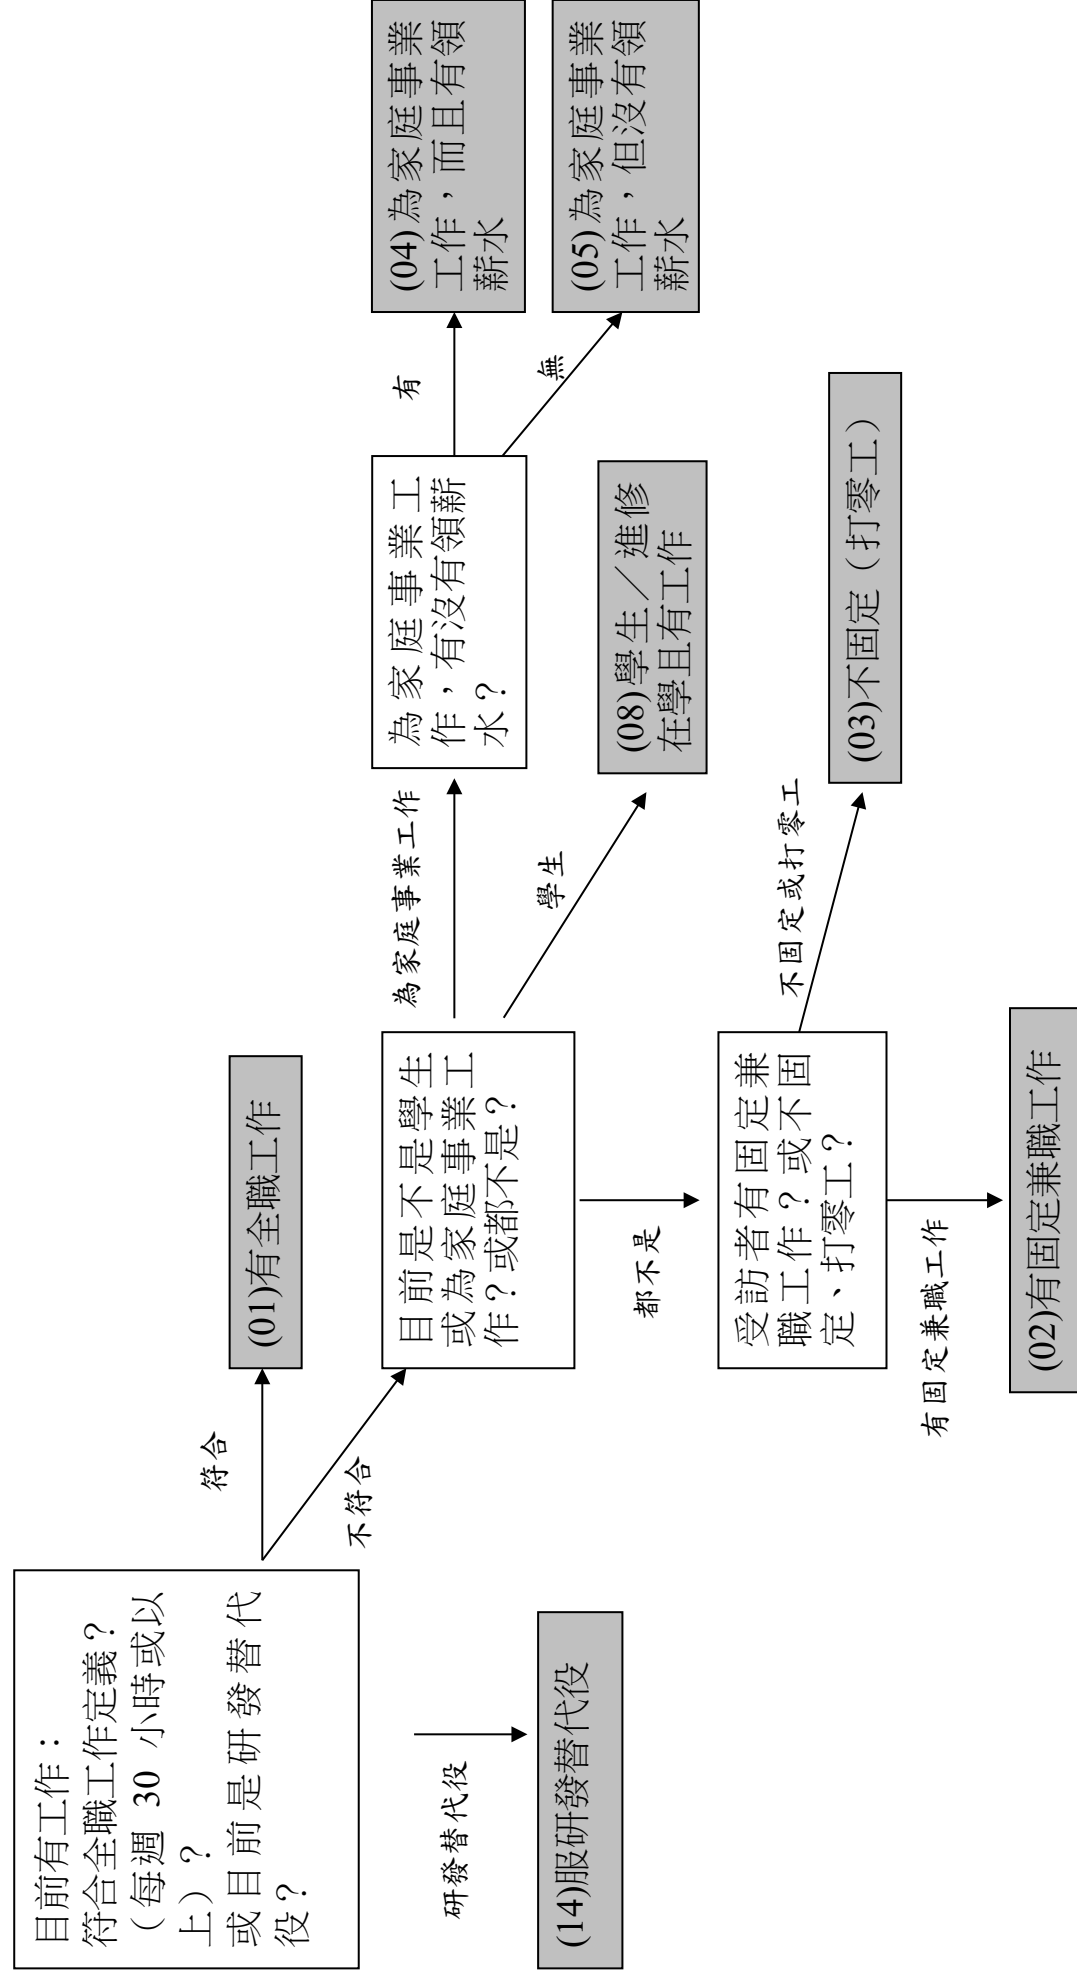 目前有工作：
符合全職工作定義？
（每週 30 小時或以
上）？
或目前是研發替代
役？
符合
(01)有全職工作
不符合
研發替代役
(14)服研發替代役
目前是不是學生
或為家庭事業工
作？或都不是？
為家庭事業工作
為家庭事業工
作，有沒有領薪
水？
有
(04)為家庭事業
工作，而且有領
薪水
無
(05)為家庭事業
工作，但沒有領
薪水
學生
(08)學生／進修
在學且有工作
都不是
受訪者有固定兼
職工作？或不固
定、打零工？
不固定或打零工
(03)不固定（打零工）
有固定兼職工作
(02)有固定兼職工作